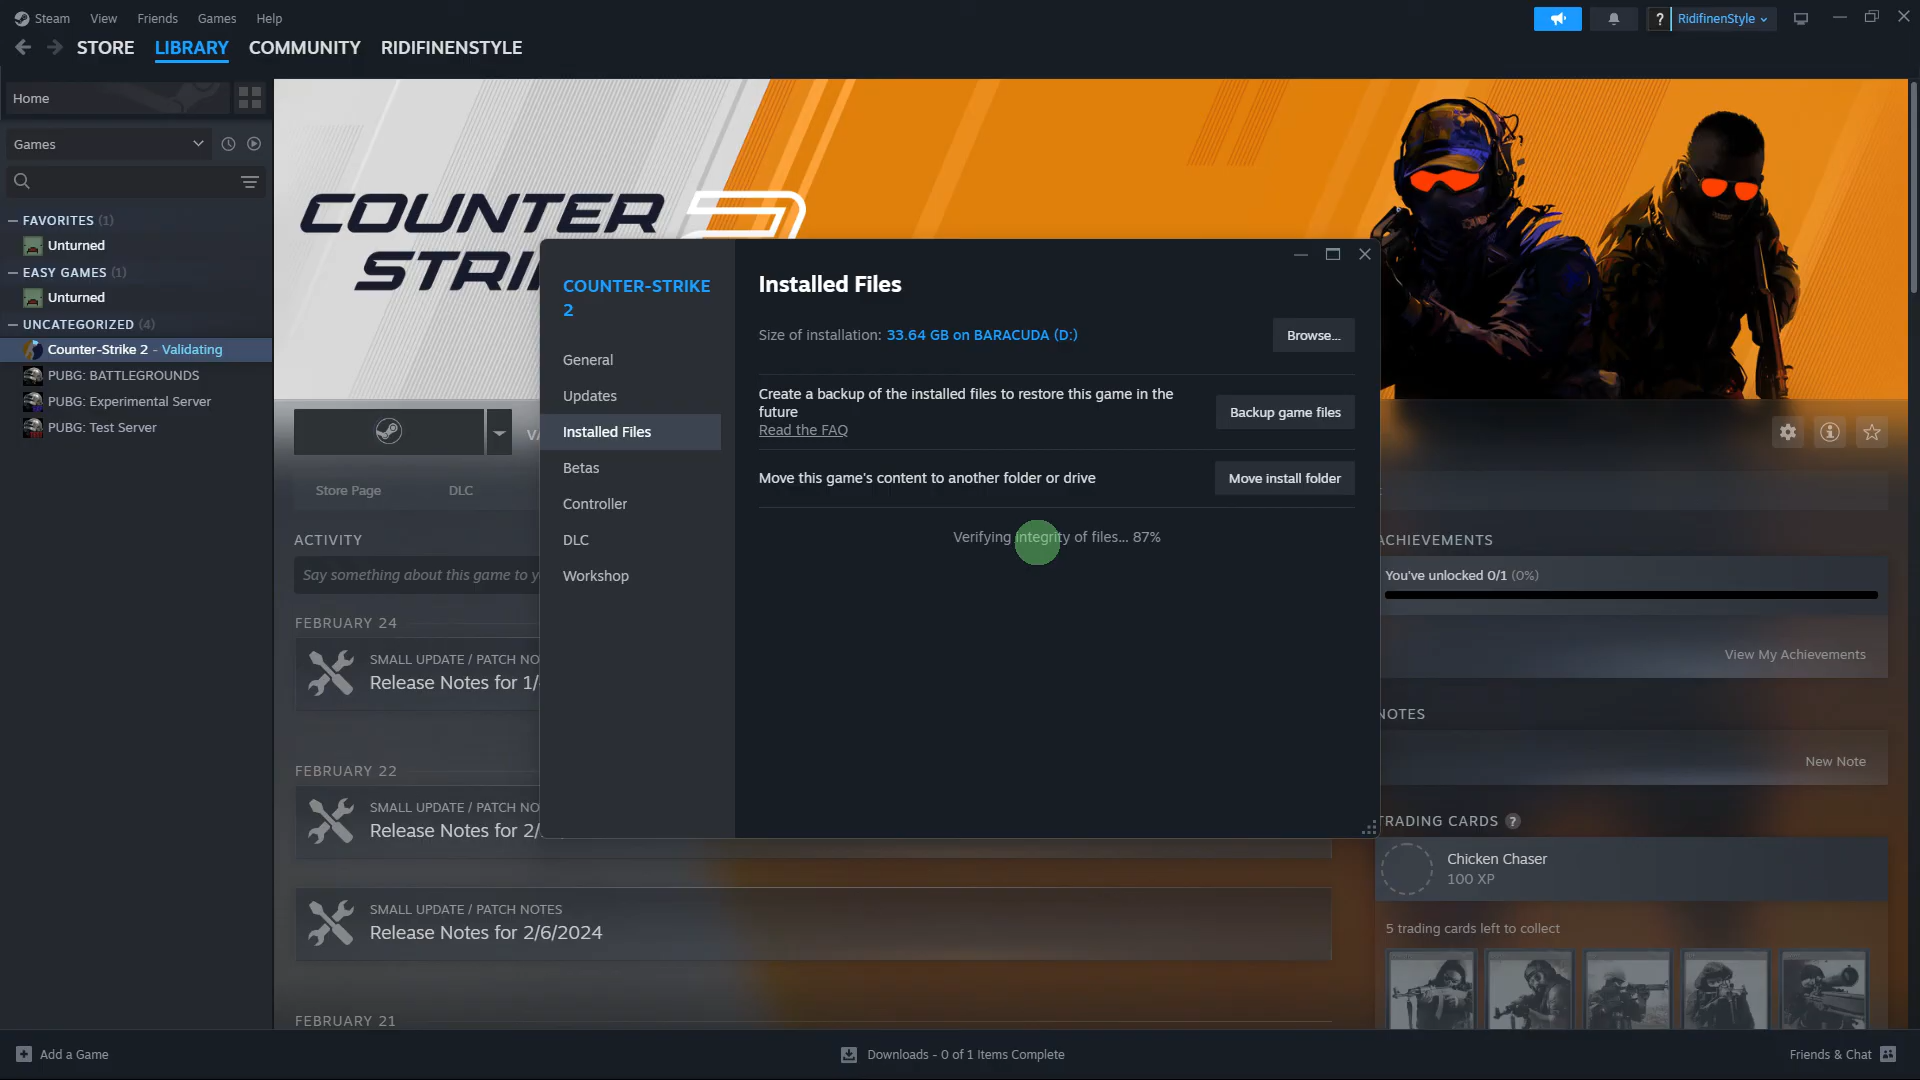 Steam View Friends Games Help
? RidifinenStyle
STORE LIBRARY COMMUNITY RIDIFINENSTYLE
Home
Games
FAVORITES (1)
Unturned
EASY GAMES (1)
Unturned
UNCATEGORIZED (4)
Counter-Strike 2 - Validating
PUBG: BATTLEGROUNDS
PUBG: Experimental Server
PUBG: Test Server
COUNTER 2
STRI
COUNTER-STRIKE
2
General
Updates
Installed Files
Betas
Controller
DLC
Workshop
Installed Files
Size of installation: 33.64 GB on BARACUDA (D:)
Browse...
Create a backup of the installed files to restore this game in the
future
Read the FAQ
Backup game files
Move this game's content to another folder or drive
Move install folder
Verifying integrity of files... 87%
Store Page DLC
ACTIVITY
Say something about this game to y
FEBRUARY 24
SMALL UPDATE / PATCH NO
Release Notes for 1/
FEBRUARY 22
SMALL UPDATE / PATCH NO
Release Notes for 2/
SMALL UPDATE / PATCH NOTES
Release Notes for 2/6/2024
FEBRUARY 21
ACHIEVEMENTS
You've unlocked 0/1 (0%)
View My Achievements
NOTES
New Note
TRADING CARDS ?
Chicken Chaser
100 XP
5 trading cards left to collect
Add a Game
Downloads - 0 of 1 Items Complete
Friends & Chat